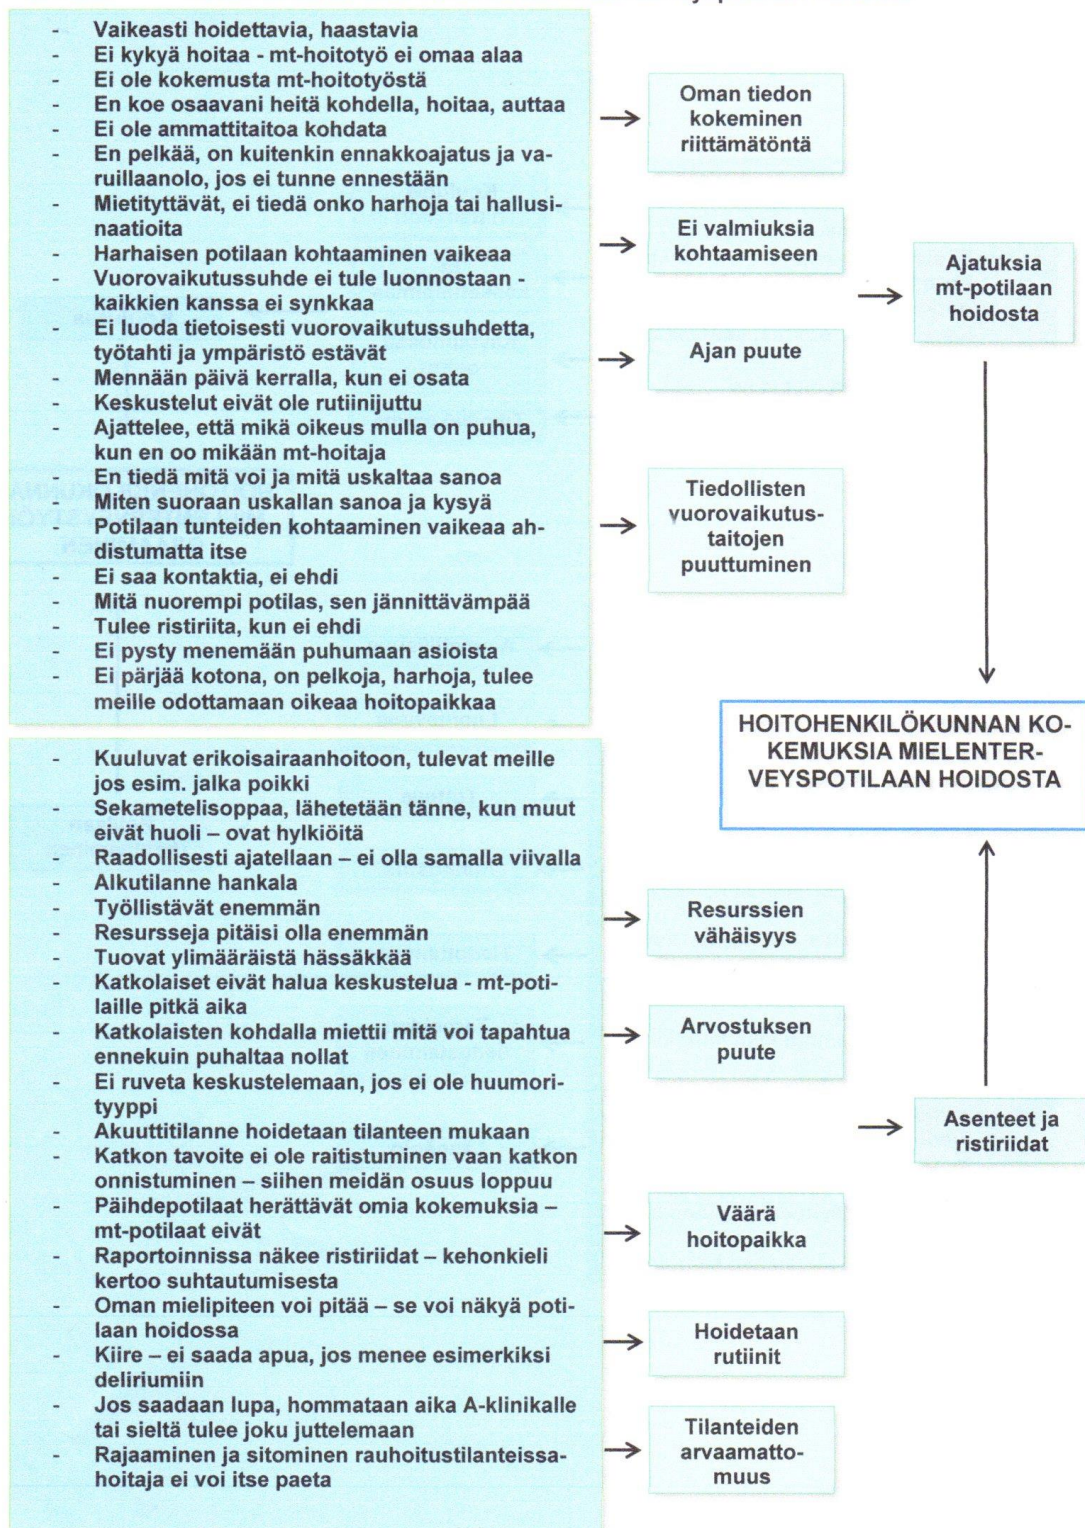 - Vaikeasti hoidettavia, haastavia
- Ei kykyä hoitaa - mt-hoitotyö ei omaa alaa
- Ei ole kokemusta mt-hoitotyöstä
- En koe osaavani heitä kohdella, hoitaa, auttaa
- Ei ole ammattitaitoa kohdata
- En pelkää, on kuitenkin ennakkoajatus ja va-
ruillaanolo, jos ei tunne ennestään
- Mietityttävät, ei tiedä onko harhoja tai hallusi-
naatioita
- Harhaisen potilaan kohtaaminen vaikeaa
- Vuorovaikutussuhde ei tule luonnostaan -
kaikkien kanssa ei synkkaa
- Ei luoda tietoisesti vuorovaikutussuhdetta,
työtahti ja ympäristö estävät
- Mennään päivä kerralla, kun ei osata
- Keskustelut eivät ole rutiinijuttu
- Ajattelee, että mikä oikeus mulla on puhua,
kun en oo mikään mt-hoitaja
- En tiedä mitä voi ja mitä uskaltaa sanoa
- Miten suoraan uskallan sanoa ja kysyä
- Potilaan tunteiden kohtaaminen vaikeaa ah-
distumatta itse
- Ei saa kontaktia, ei ehdi
- Mitä nuorempi potilas, sen jännittävämpää
- Tulee ristiriita, kun ei ehdi
- Ei pysty menemään puhumaan asioista
- Ei pärjää kotona, on pelkoja, harhoja, tulee
meille odottamaan oikeaa hoitopaikkaa
Oman tiedon
kokeminen
riittämätöntä
Ei valmiuksia
kohtaamiseen
Ajan puute
Tiedollisten
vuorovaikutus-
taitojen
puuttuminen
Ajatuksia
mt-potilaan
hoidosta
HOITOHENKILÖKUNNAN KO-
KEMUKSIA MIELENTER-
VEYSPOTILAAN HOIDOSTA
- Kuuluvat erikoisairaanhoitoon, tulevat meille
jos esim. jalka poikki
- Sekametelisoppaa, lähetetään tänne, kun muut
eivät huoli – ovat hylkiöitä
- Raadollisesti ajatellaan – ei olla samalla viivalla
- Alkutilanne hankala
- Työllistävät enemmän
- Resursseja pitäisi olla enemmän
- Tuovat ylimääräistä hässäkkää
- Katkolaiset eivät halua keskustelua - mt-poti-
laille pitkä aika
- Katkolaisten kohdalla miettii mitä voi tapahtua
ennekuin puhaltaa nollat
- Ei ruveta keskustelemaan, jos ei ole huumori-
tyyppi
- Akuuttitilanne hoidetaan tilanteen mukaan
- Katkon tavoite ei ole raitistuminen vaan katkon
onnistuminen – siihen meidän osuus loppuu
- Päihdepotilaat herättävät omia kokemuksia –
mt-potilaat eivät
- Raportoinnissa näkee ristiriidat – kehonkieli
kertoo suhtautumisesta
- Oman mielipiteen voi pitää – se voi näkyä poti-
laan hoidossa
- Kiire – ei saada apua, jos menee esimerkiksi
deliriumiin
- Jos saadaan lupa, hommataan aika A-klinikalle
tai sieltä tulee joku juttelemaan
- Rajaaminen ja sitominen rauhoitustilanteissa-
hoitaja ei voi itse paeta
Resurssien
vähäisyys
Arvostuksen
puute
Väärä
hoitopaikka
Hoidetaan
rutiinit
Tilanteiden
arvaamatto-
muus
Asenteet ja
ristiriidat